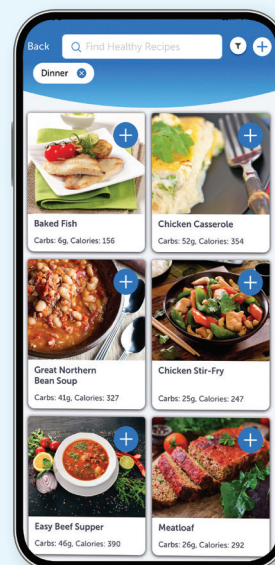 Back
Find Healthy Recipes
Dinner
Baked Fish
Carbs: 6g, Calories: 156
Chicken Casserole
Carbs: 52g, Calories: 354
Great Northern
Bean Soup
Carbs: 41g, Calories: 327
Chicken Stir-Fry
Carbs: 25g, Calories: 247
Easy Beef Supper
Carbs: 46g, Calories: 390
Meatloaf
Carbs: 26g, Calories: 292